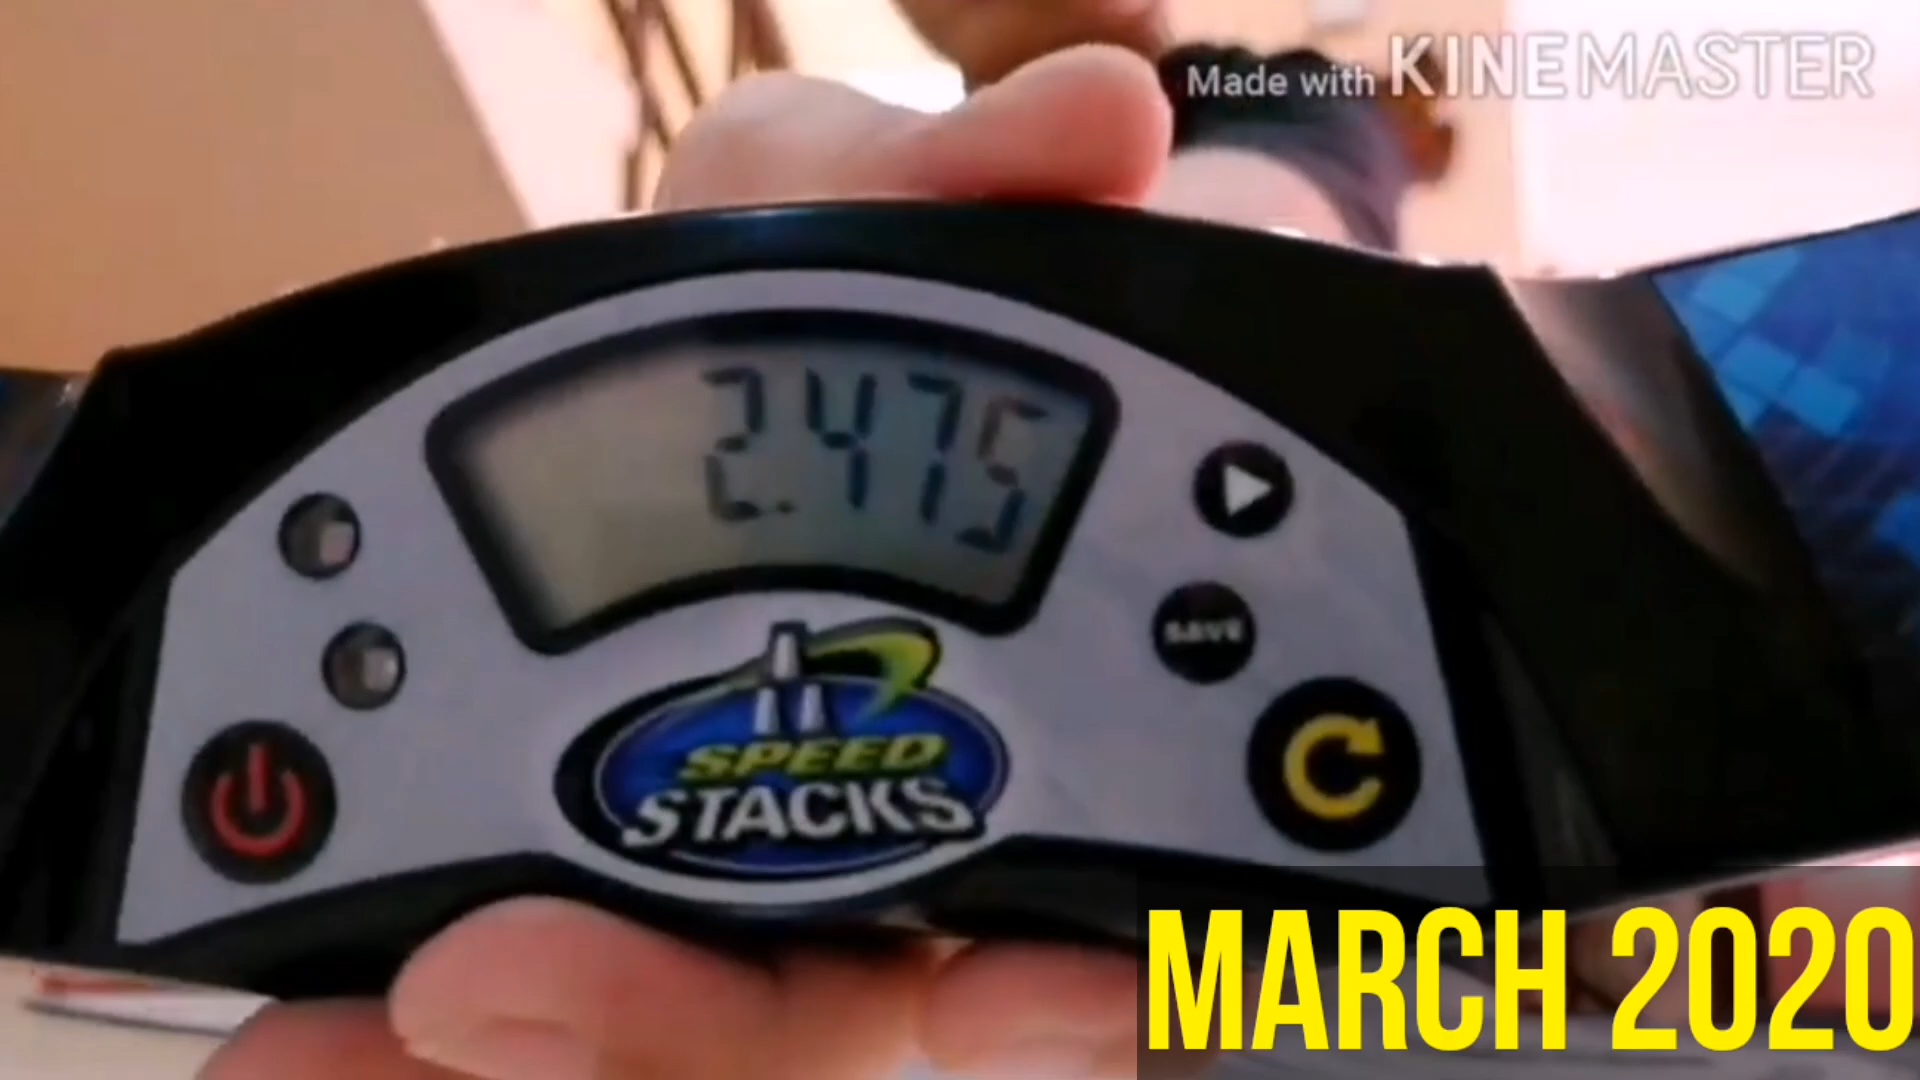 Made with KINEMASTER
2.475
SAVE
SPEED
STACKS
MARCH 2020